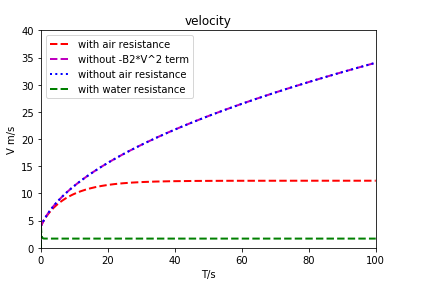 velocity
40
35
30
25
20
15
10
5
0
V m/s
with air resistance
without -B2*V^2 term
without air resistance
with water resistance
0 20 40 60 80 100
T/s